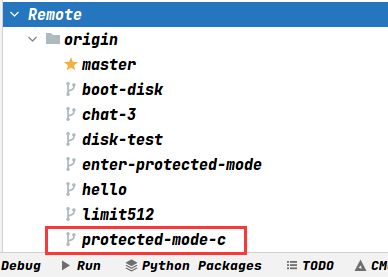 Remote
origin
master
boot-disk
chat-3
disk-test
enter-protected-mode
hello
limit512
protected-mode-c
Debug Run Python Packages TODO CM